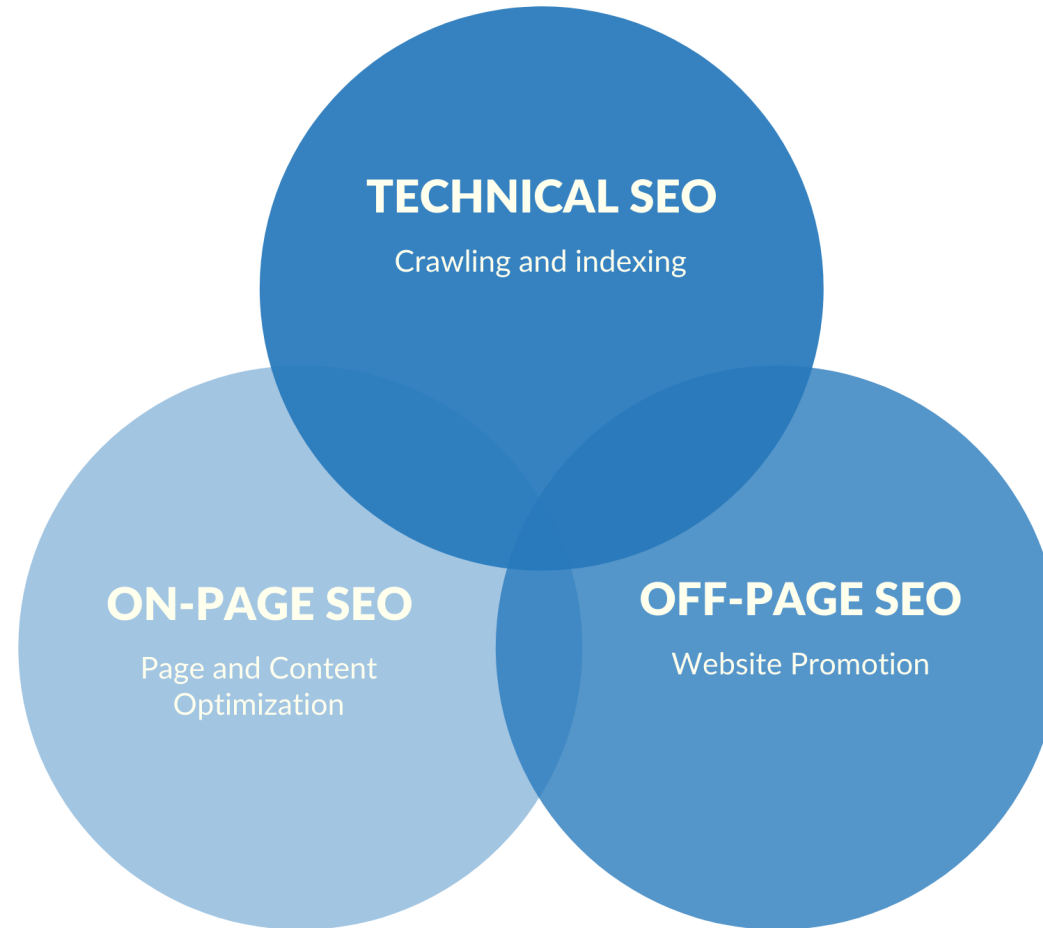 TECHNICAL SEO
Crawling and indexing
ON-PAGE SEO
Page and Content
Optimization
OFF-PAGE SEO
Website Promotion